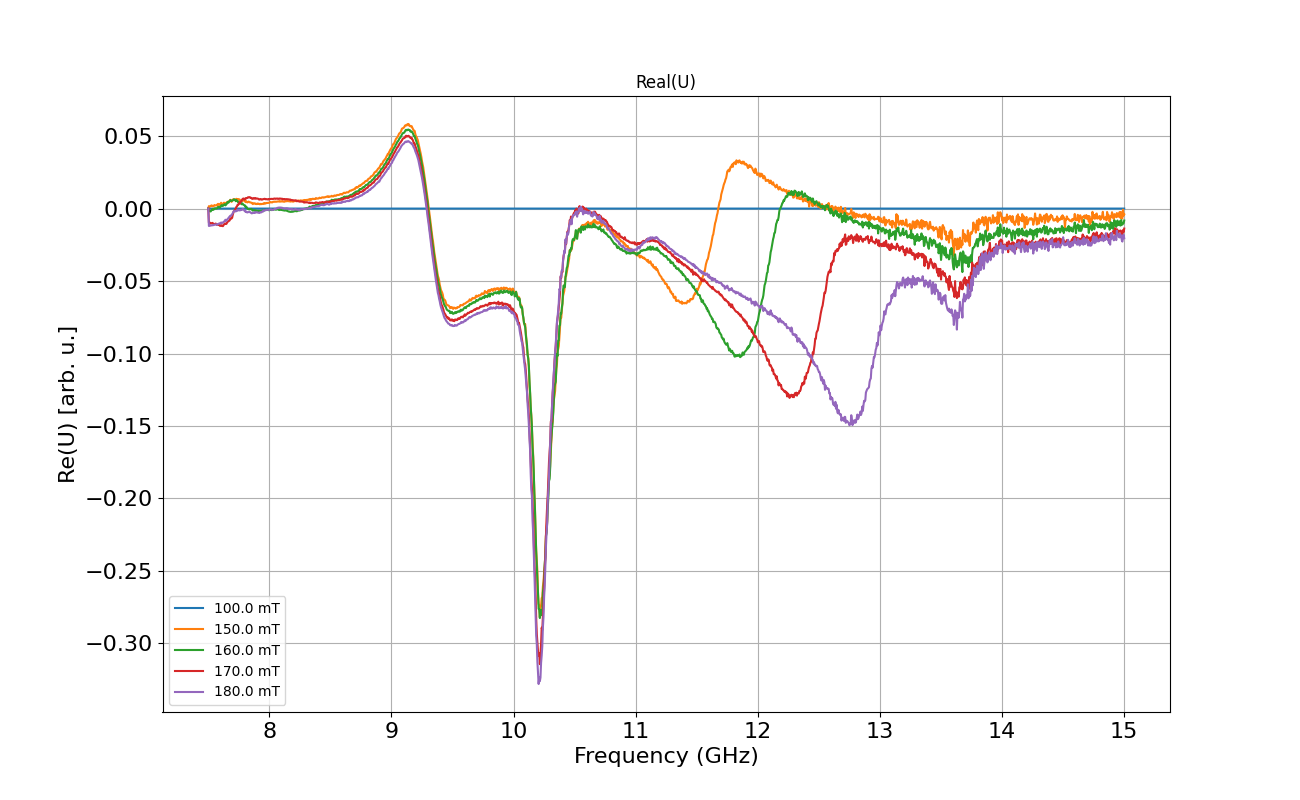 Real(U)
0.05
0.00
−0.05
−0.10
−0.15
−0.20
−0.25
−0.30
Re(U) [arb. u.]
100.0 mT
150.0 mT
160.0 mT
170.0 mT
180.0 mT
8 9 10 11 12 13 14 15
Frequency (GHz)